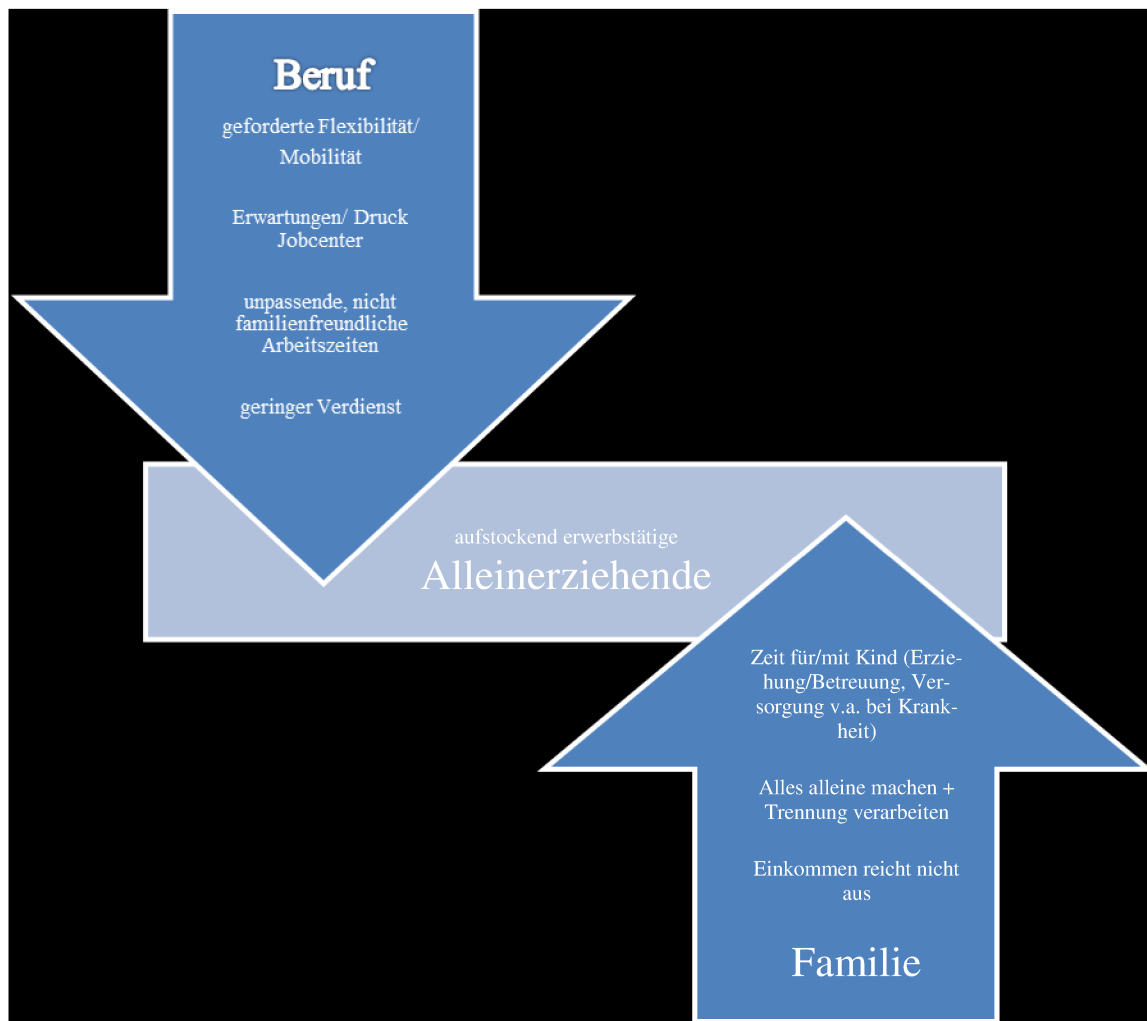 Beruf
geforderte Flexibilität/
Mobilität
Erwartungen/ Druck
Jobcenter
unpassende, nicht
familienfreundliche
Arbeitszeiten
geringer Verdienst
aufstockend erwerbstätige
Alleinerziehende
Zeit für/mit Kind (Erzie-
hung/Betreuung, Ver-
sorgung v.a. bei Krank-
heit)
Alles alleine machen +
Trennung verarbeiten
Einkommen reicht nicht
aus
Familie